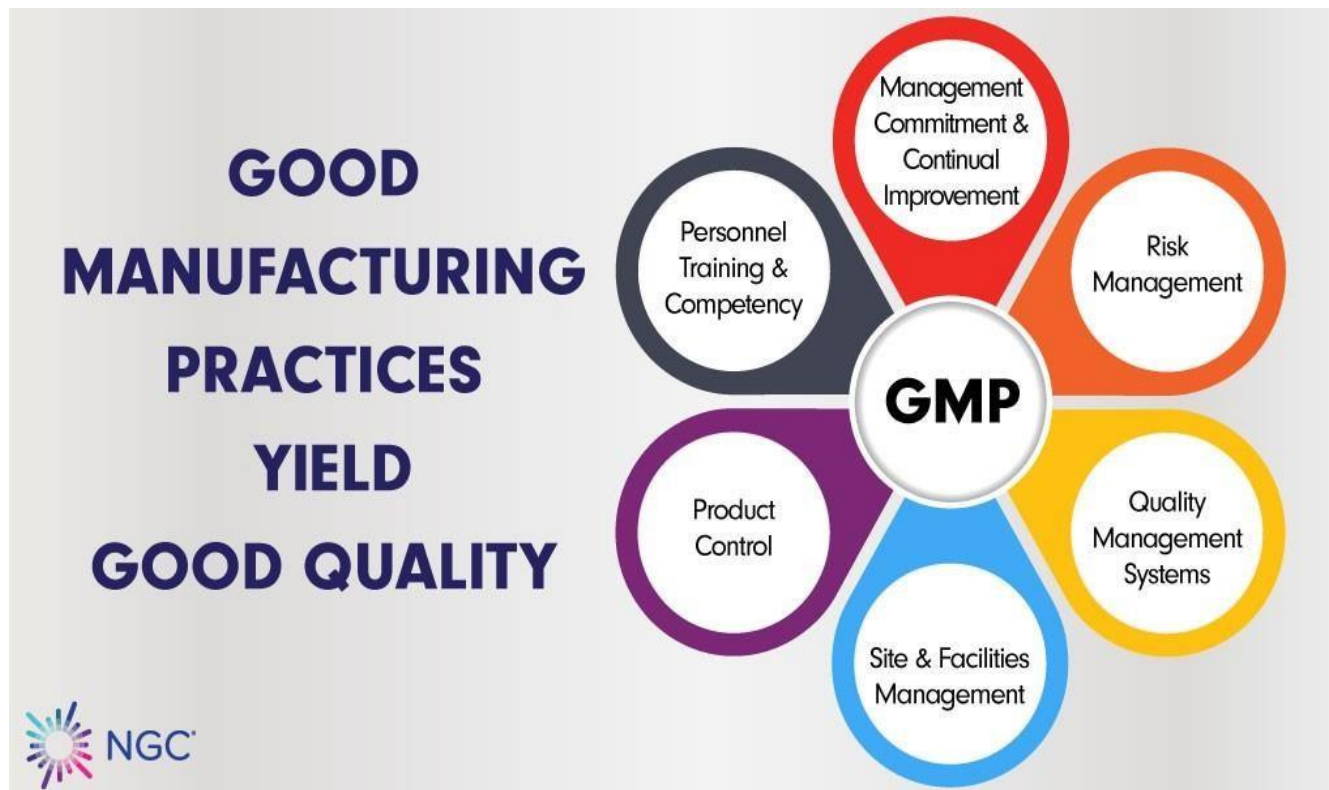 GOOD
MANUFACTURING
PRACTICES
YIELD
GOOD QUALITY
Management
Commitment &
Continual
Improvement
Risk
Management
Quality
Management
Systems
Site & Facilities
Management
Product
Control
Personnel
Training &
Competency
GMP
NGC